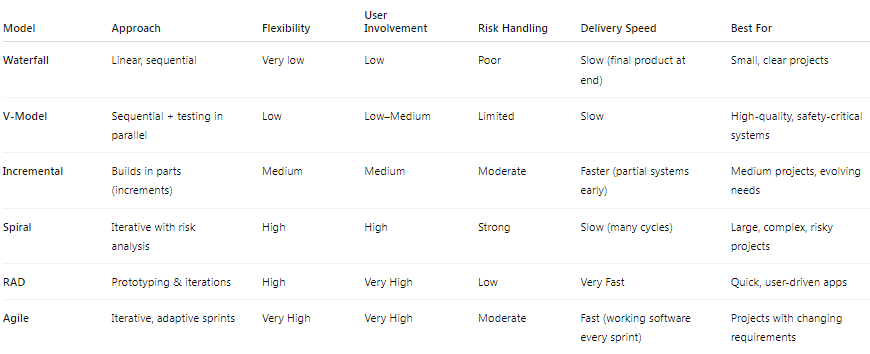 Model Approach Flexibility User Involvement Risk Handling Delivery Speed Best For
Waterfall Linear, sequential Very low Low Poor Slow (final product at end) Small, clear projects
V-Model Sequential + testing in parallel Low Low–Medium Limited Slow High-quality, safety-critical systems
Incremental Builds in parts (increments) Medium Medium Moderate Faster (partial systems early) Medium projects, evolving needs
Spiral Iterative with risk analysis High High Strong Slow (many cycles) Large, complex, risky projects
RAD Prototyping & iterations High Very High Low Very Fast Quick, user-driven apps
Agile Iterative, adaptive sprints Very High Very High Moderate Fast (working software every sprint) Projects with changing requirements